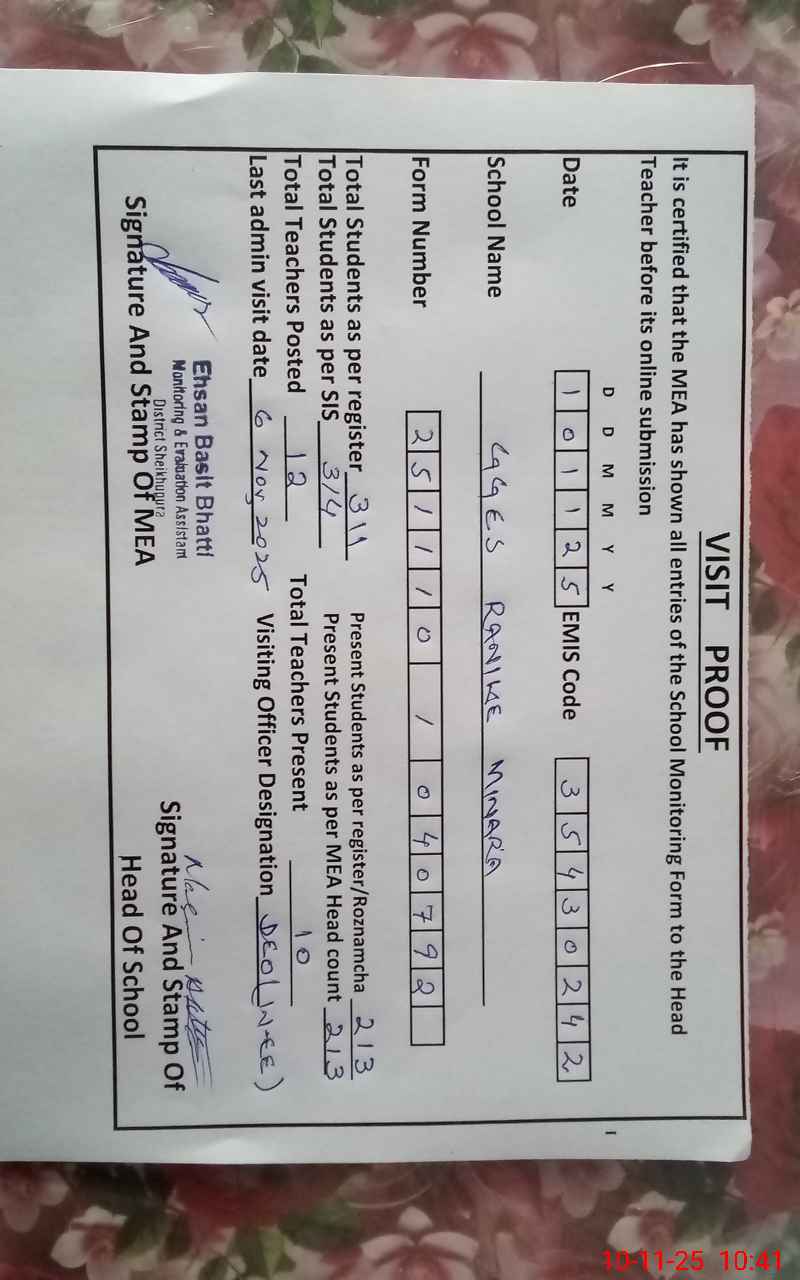 VISIT PROOF
It is certified that the MEA has shown all entries of the School Monitoring Form to the Head
Teacher before its online submission
D D M M Y Y
Date 1 0 1 1 2 5 EMIS Code 3 5 4 3 0 2 4 2
School Name GGES RANIKE MINARA
Form Number 2 5 1 1 1 0 1 0 4 0 7 9 2
Total Students as per register 311 Present Students as per register/Roznamcha 213
Total Students as per SIS 314 Present Students as per MEA Head count 213
Total Teachers Posted 12 Total Teachers Present 10
Last admin visit date 6 Nov 2025 Visiting Officer Designation DEO (W-EE)
Ehsan Basit Bhatti
Monitoring & Evaluation Assistant
District Sheikhupura
Signature And Stamp Of MEA
Signature And Stamp Of
Head Of School
10-11-25 10:41